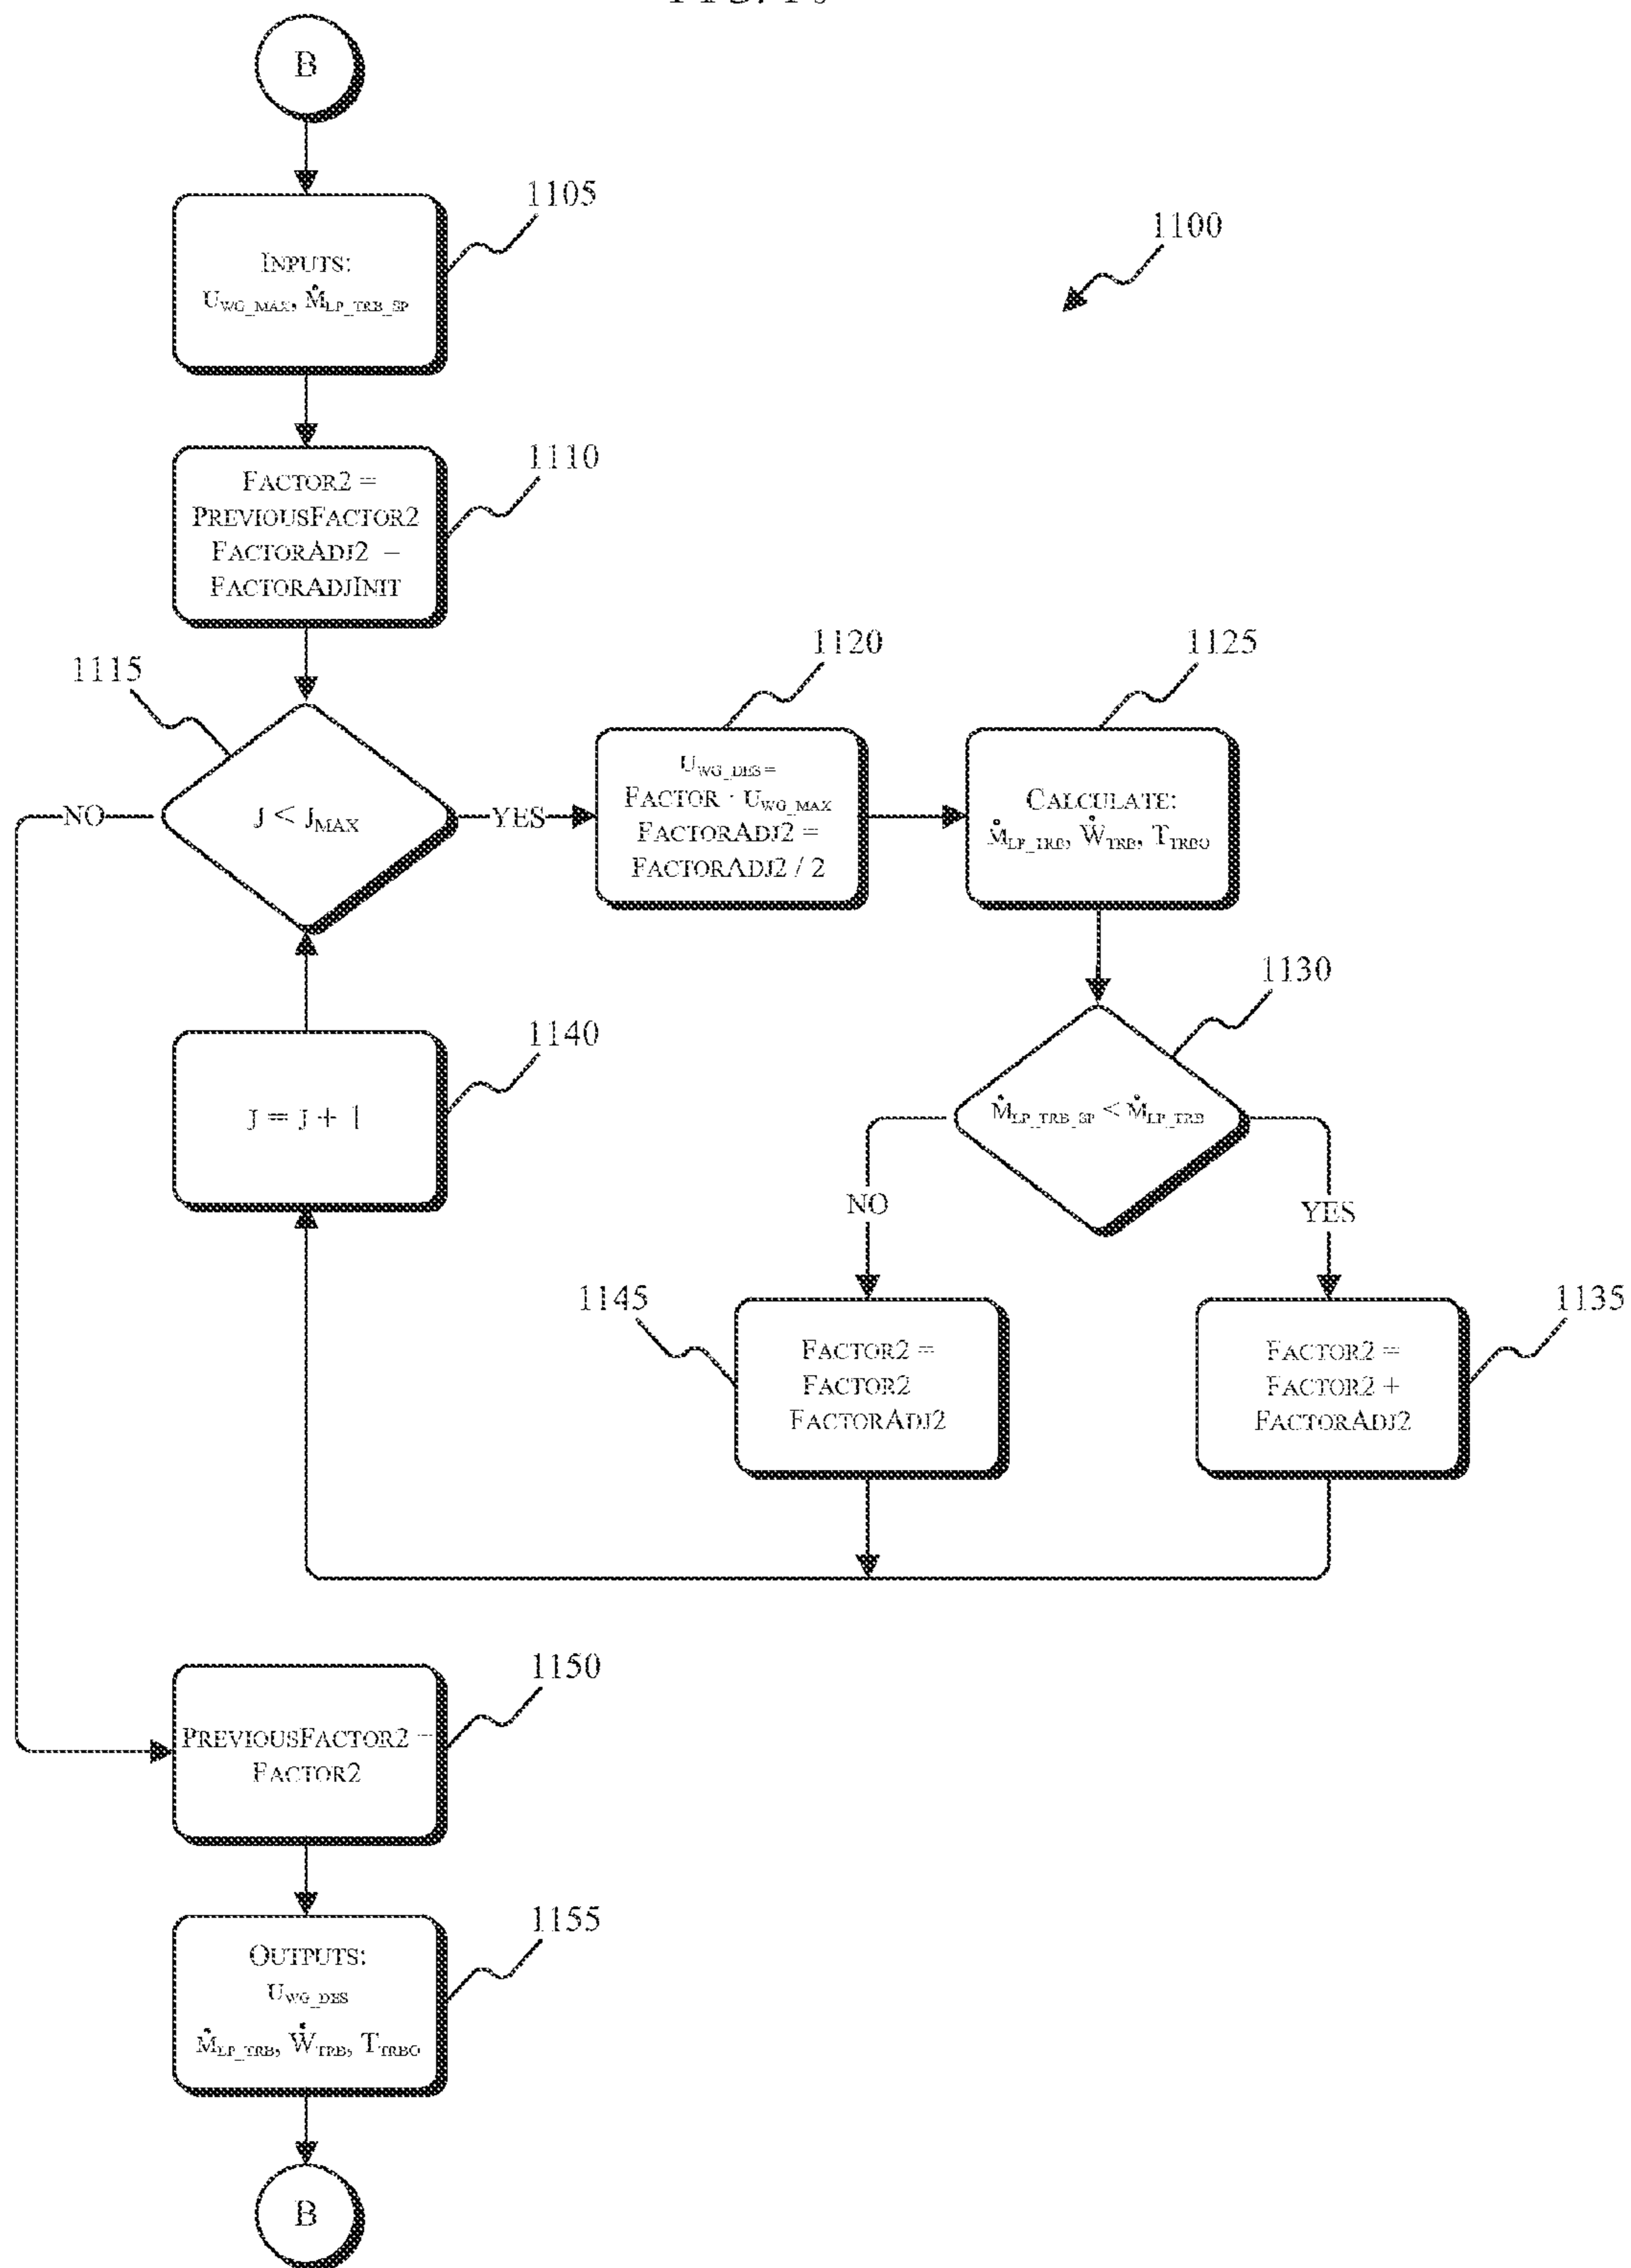 B
1105
INPUTS:
U_WG_MAX, Ṁ_LP_TRB_SP
1100
1110
FACTOR2 =
PREVIOUSFACTOR2
FACTORADJ2 =
FACTORADJINIT
1115
J < J_MAX
NO
YES
1120
U_WG_DES =
FACTOR · U_WG_MAX
FACTORADJ2 =
FACTORADJ2 / 2
1125
CALCULATE:
Ṁ_LP_TRB, Ẇ_TRB, T_TRBO
1130
Ṁ_LP_TRB_SP < Ṁ_LP_TRB
NO
YES
1140
J = J + 1
1145
FACTOR2 =
FACTOR2
FACTORADJ2
1135
FACTOR2 =
FACTOR2 +
FACTORADJ2
1150
PREVIOUSFACTOR2 =
FACTOR2
1155
OUTPUTS:
U_WG_DES
Ṁ_LP_TRB, Ẇ_TRB, T_TRBO
B